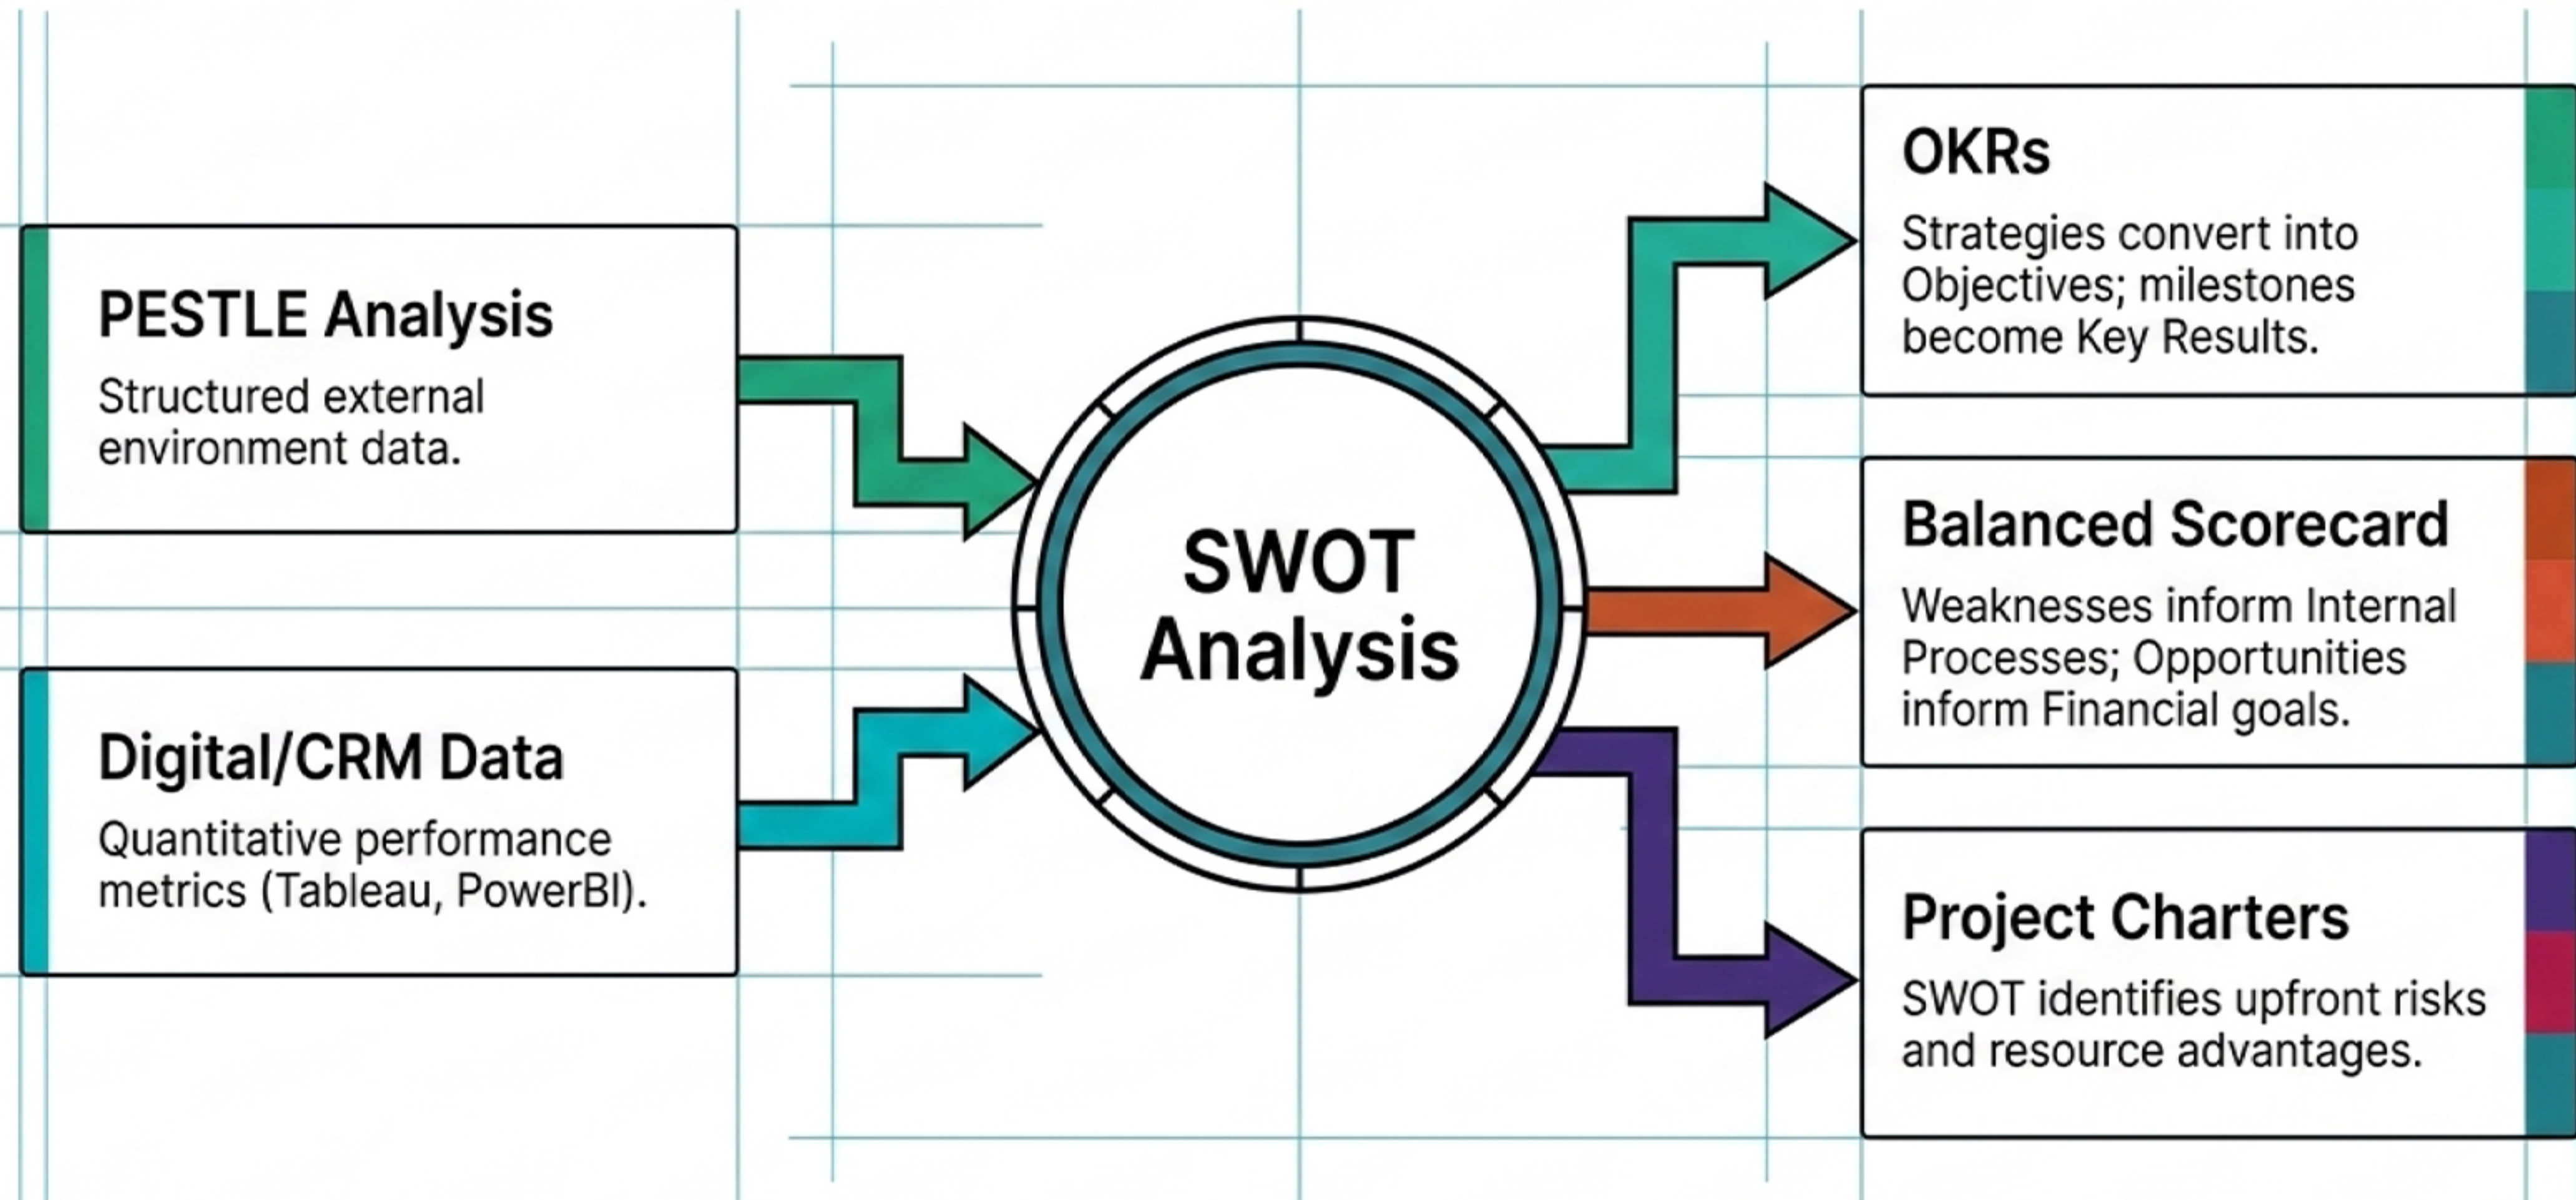 PESTLE Analysis
Structured external
environment data.
Digital/CRM Data
Quantitative performance
metrics (Tableau, PowerBI).
SWOT
Analysis
OKRs
Strategies convert into
Objectives; milestones
become Key Results.
Balanced Scorecard
Weaknesses inform Internal
Processes; Opportunities
inform Financial goals.
Project Charters
SWOT identifies upfront risks
and resource advantages.